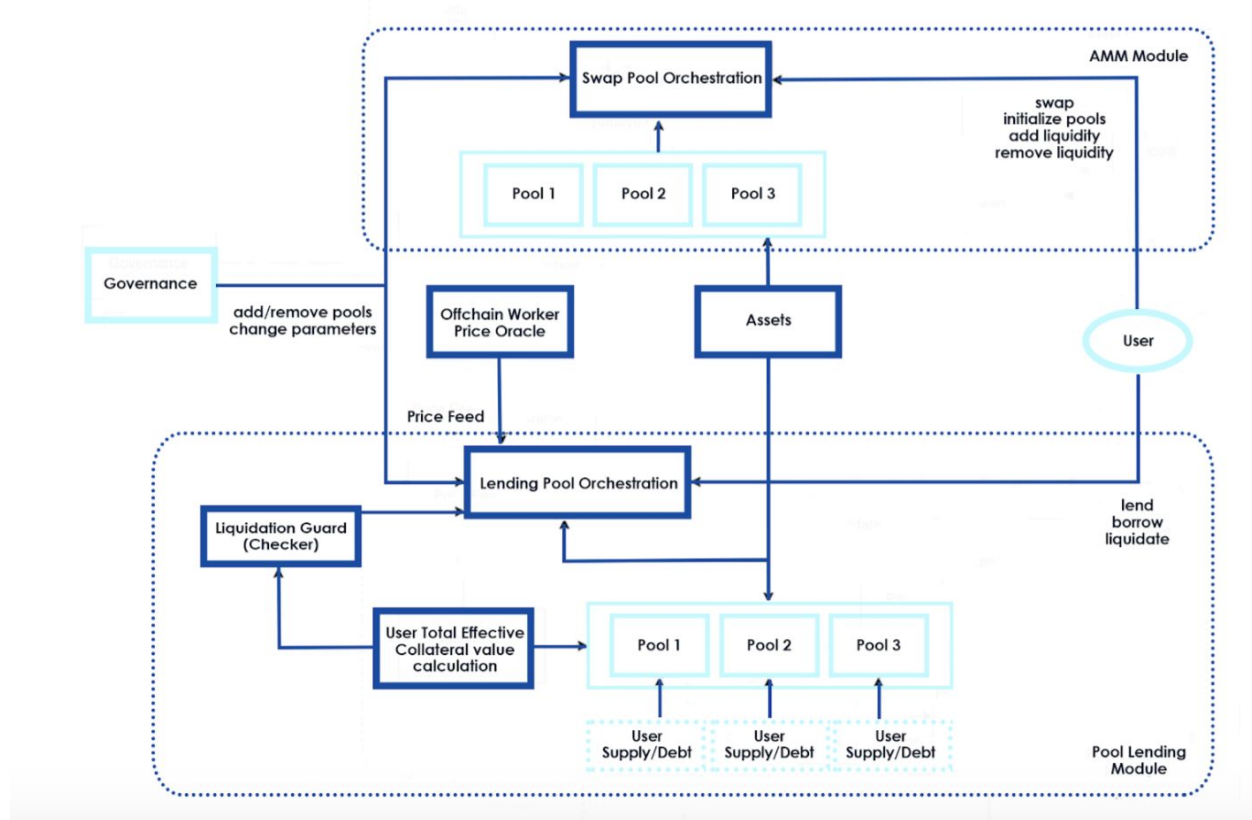 AMM Module
Swap Pool Orchestration
swap
initialize pools
add liquidity
remove liquidity
Pool 1
Pool 2
Pool 3
Governance
add/remove pools
change parameters
Offchain Worker
Price Oracle
Assets
User
Price Feed
Lending Pool Orchestration
lend
borrow
liquidate
Liquidation Guard
(Checker)
User Total Effective
Collateral value
calculation
Pool 1
Pool 2
Pool 3
User
Supply/Debt
User
Supply/Debt
User
Supply/Debt
Pool Lending
Module